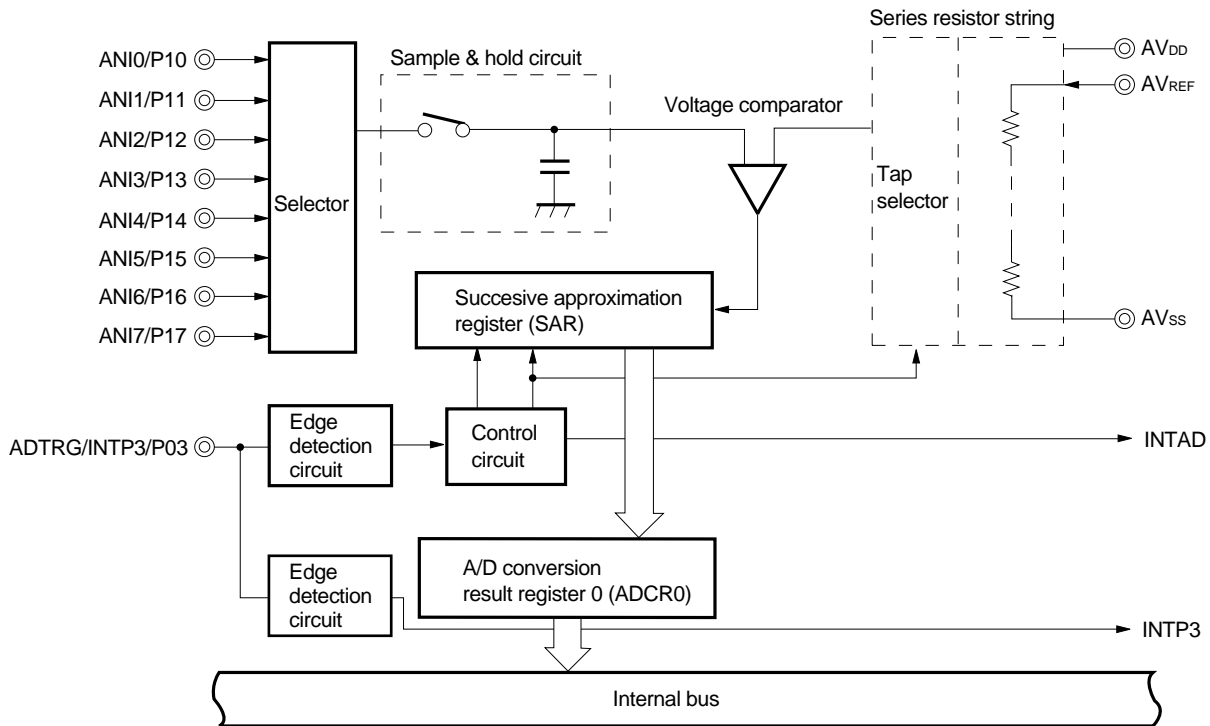 Series resistor string
ANI0/P10
ANI1/P11
ANI2/P12
ANI3/P13
ANI4/P14
ANI5/P15
ANI6/P16
ANI7/P17
Selector
Sample & hold circuit
Voltage comparator
Tap
selector
AVDD
AVREF
AVSS
Succesive approximation
register (SAR)
ADTRG/INTP3/P03
Edge
detection
circuit
Control
circuit
INTAD
Edge
detection
circuit
A/D conversion
result register 0 (ADCR0)
INTP3
Internal bus